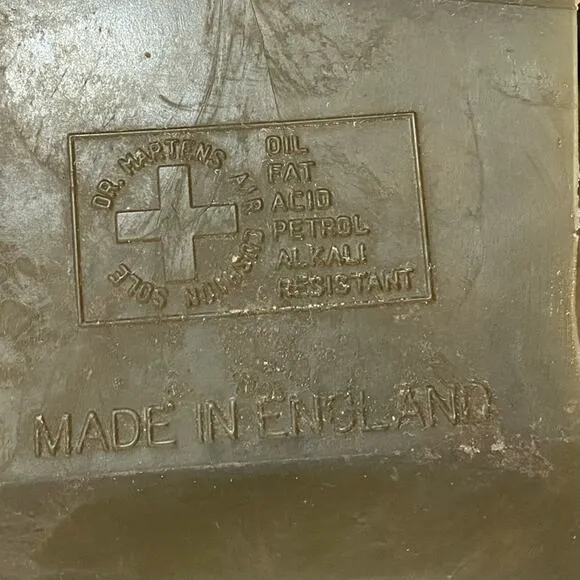 DR. MARTENS AIR CUSHION SOLE
OIL
FAT
ACID
PETROL
ALKALI
RESISTANT
MADE IN ENGLAND